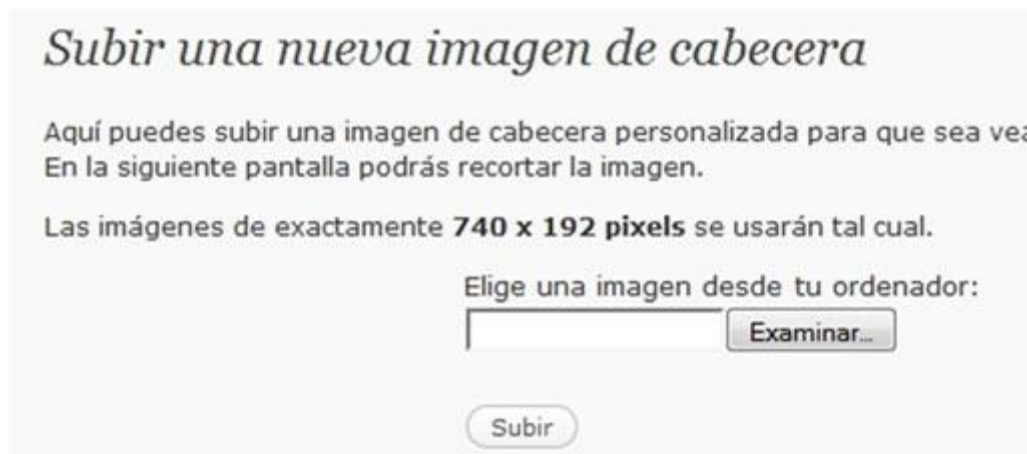 Subir una nueva imagen de cabecera
Aquí puedes subir una imagen de cabecera personalizada para que sea vea
En la siguiente pantalla podrás recortar la imagen.
Las imágenes de exactamente 740 x 192 pixels se usarán tal cual.
Elige una imagen desde tu ordenador:
Examinar...
Subir